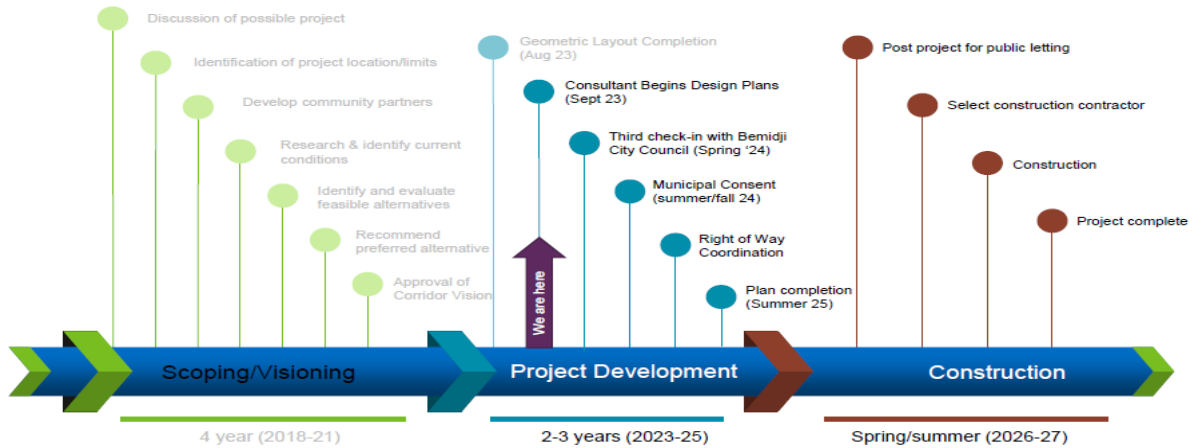 Discussion of possible project
Identification of project location/limits
Develop community partners
Research & identify current
conditions
Identify and evaluate
feasible alternatives
Recommend
preferred alternative
Approval of
Corridor Vision
Geometric Layout Completion
(Aug 23)
Consultant Begins Design Plans
(Sept 23)
Third check-in with Bemidji
City Council (Spring ‘24)
Municipal Consent
(summer/fall 24)
Right of Way
Coordination
Plan completion
(Summer 25)
We are here
Post project for public letting
Select construction contractor
Construction
Project complete
Scoping/Visioning
Project Development
Construction
4 year (2018-21)
2-3 years (2023-25)
Spring/summer (2026-27)